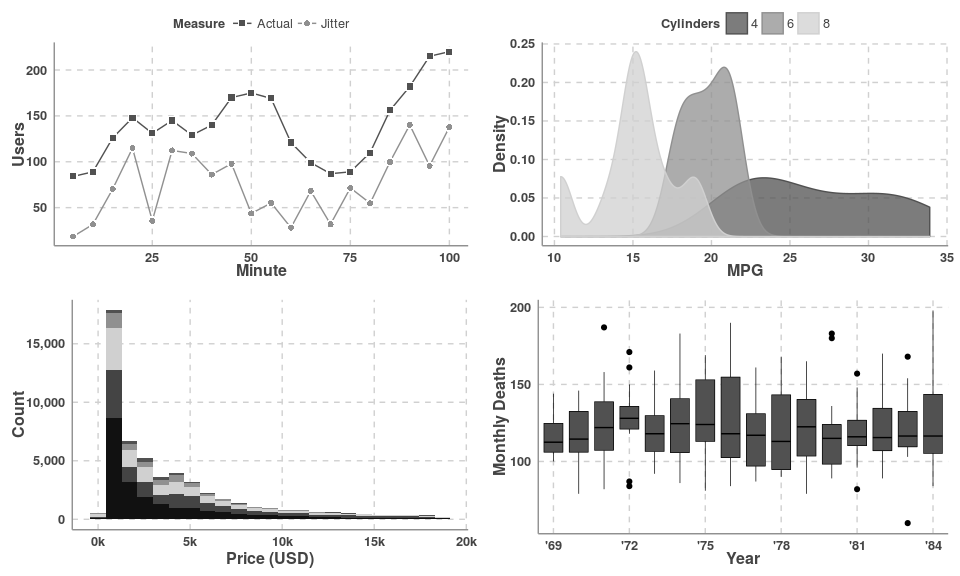 Measure Actual Jitter
200
150
100
50
Users
25 50 75 100
Minute
Cylinders 4 6 8
0.25
0.20
0.15
0.10
0.05
0.00
Density
10 15 20 25 30 35
MPG
15,000
10,000
5,000
0
Count
0k 5k 10k 15k 20k
Price (USD)
200
150
100
Monthly Deaths
'69 '72 '75 '78 '81 '84
Year